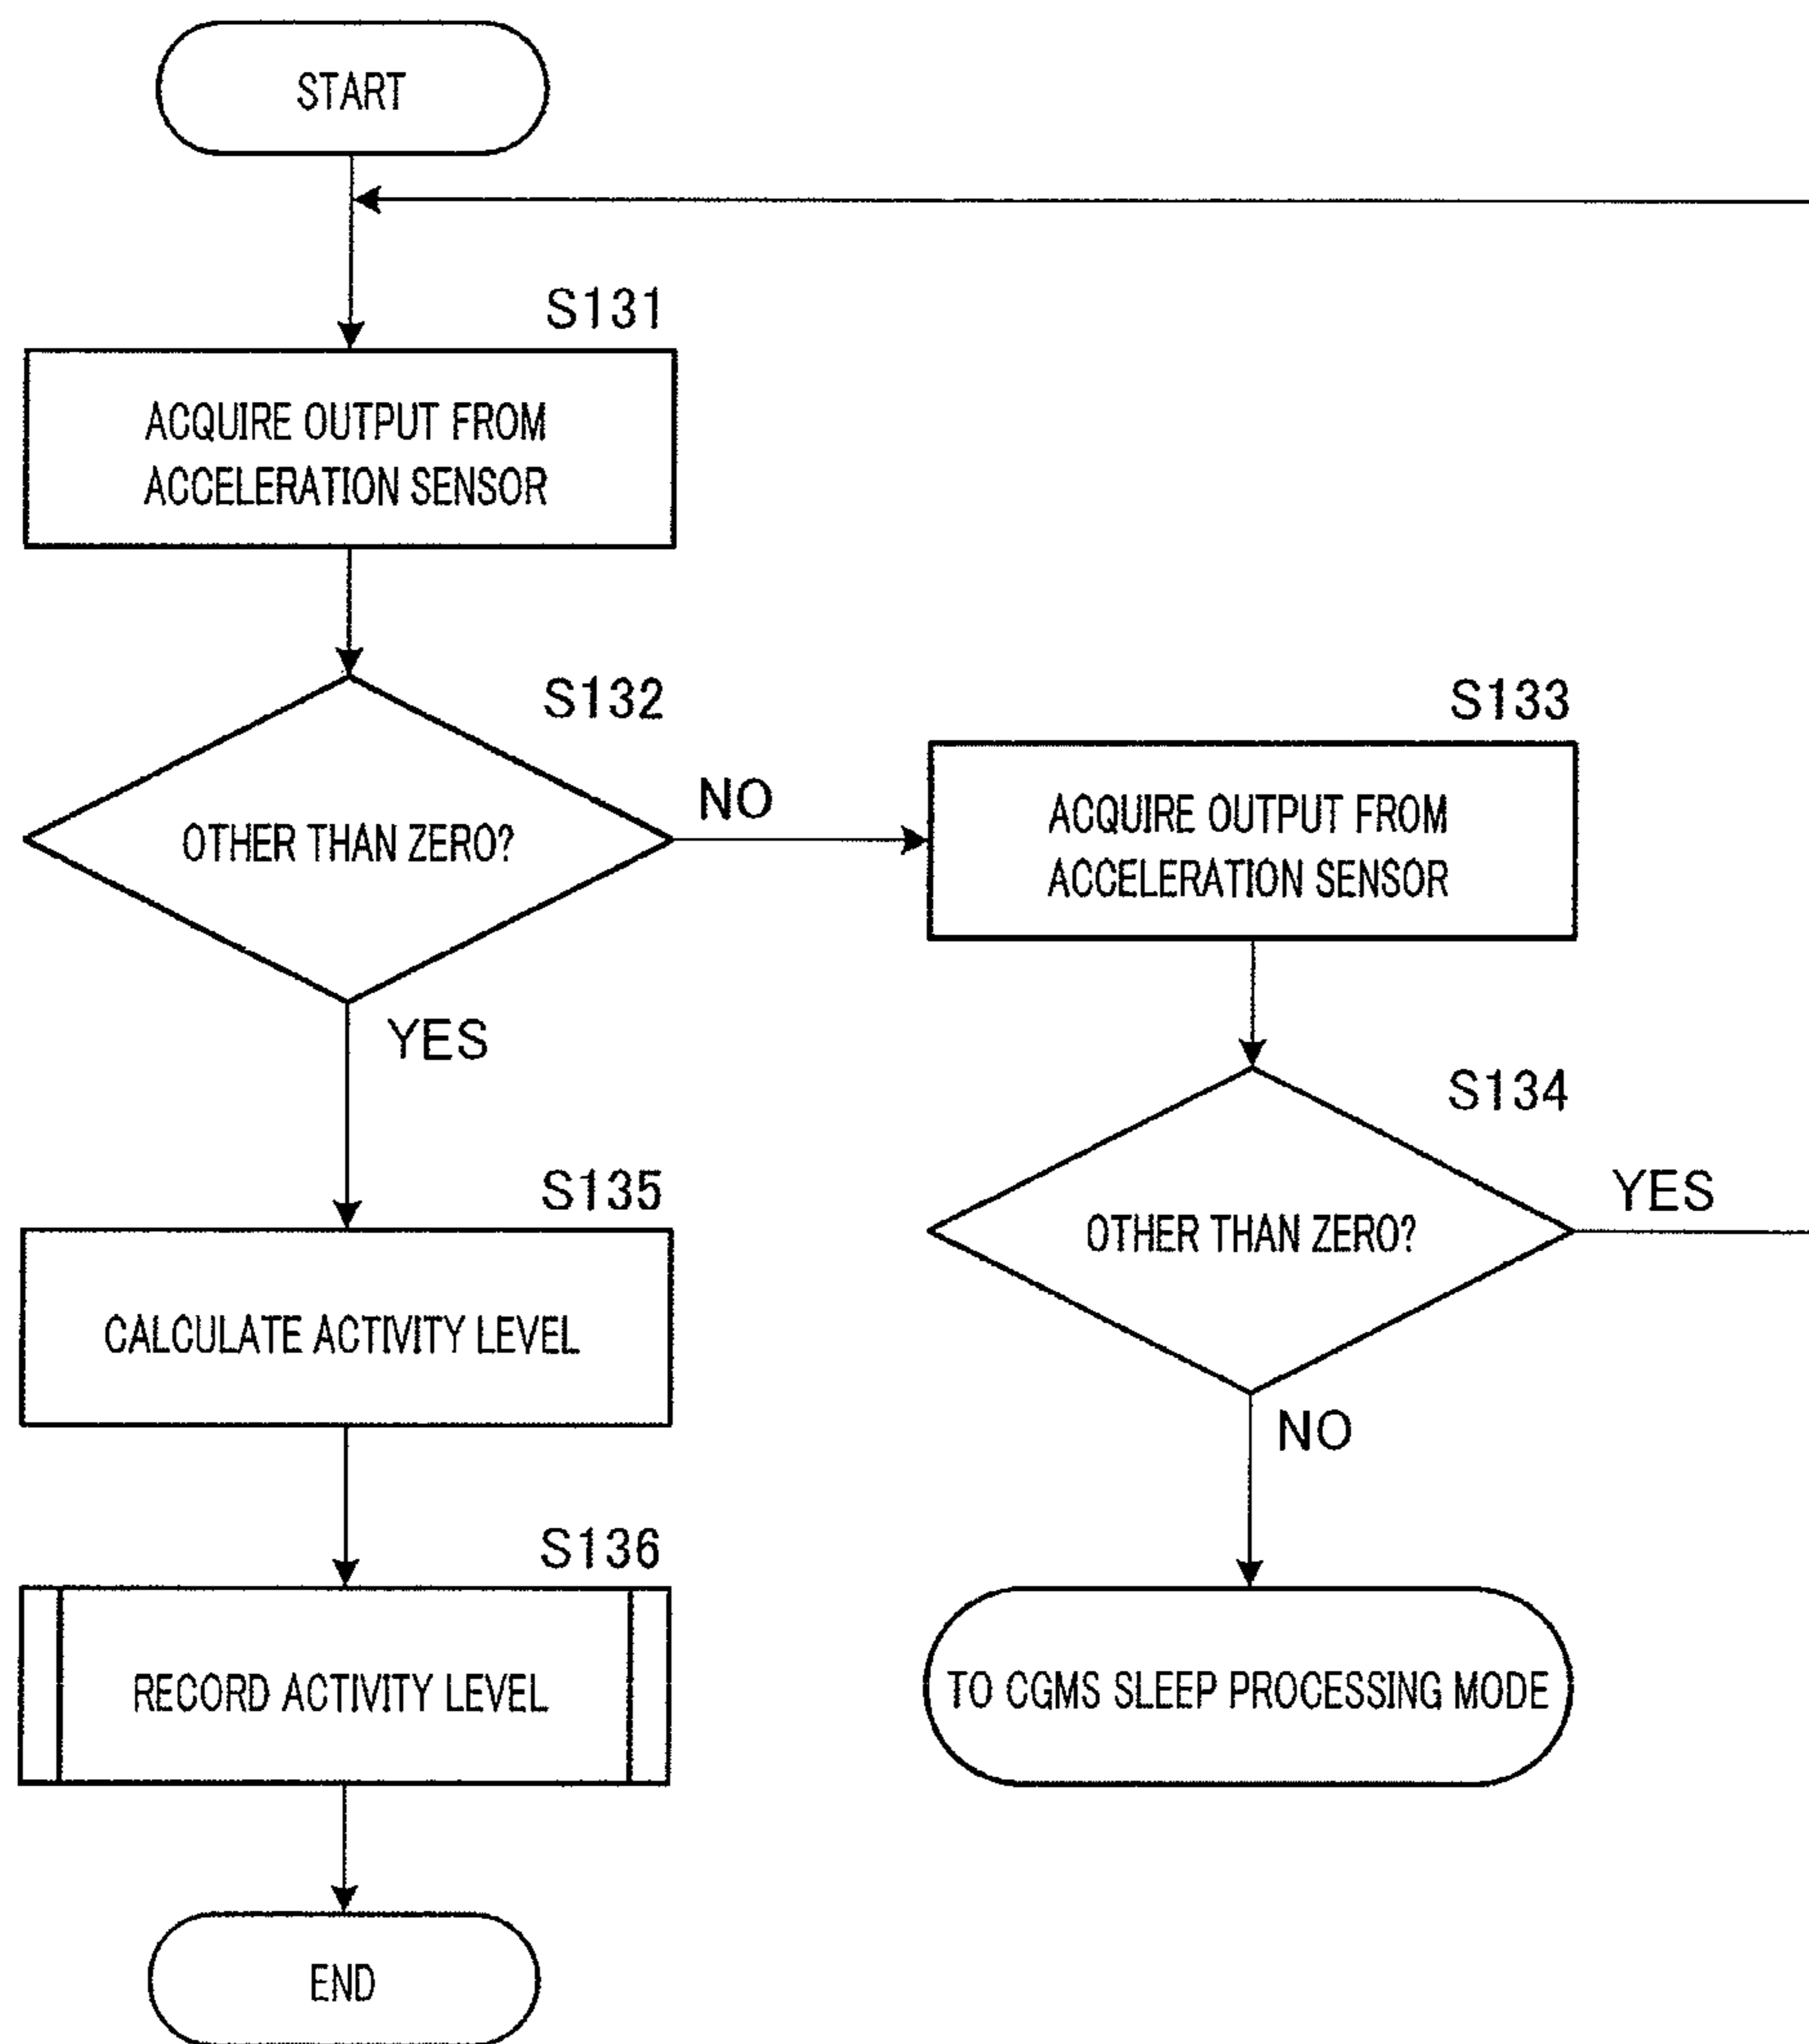 START
S131
ACQUIRE OUTPUT FROM
ACCELERATION SENSOR
S132
OTHER THAN ZERO?
NO
YES
S133
ACQUIRE OUTPUT FROM
ACCELERATION SENSOR
S134
OTHER THAN ZERO?
YES
NO
TO CGMS SLEEP PROCESSING MODE
S135
CALCULATE ACTIVITY LEVEL
S136
RECORD ACTIVITY LEVEL
END